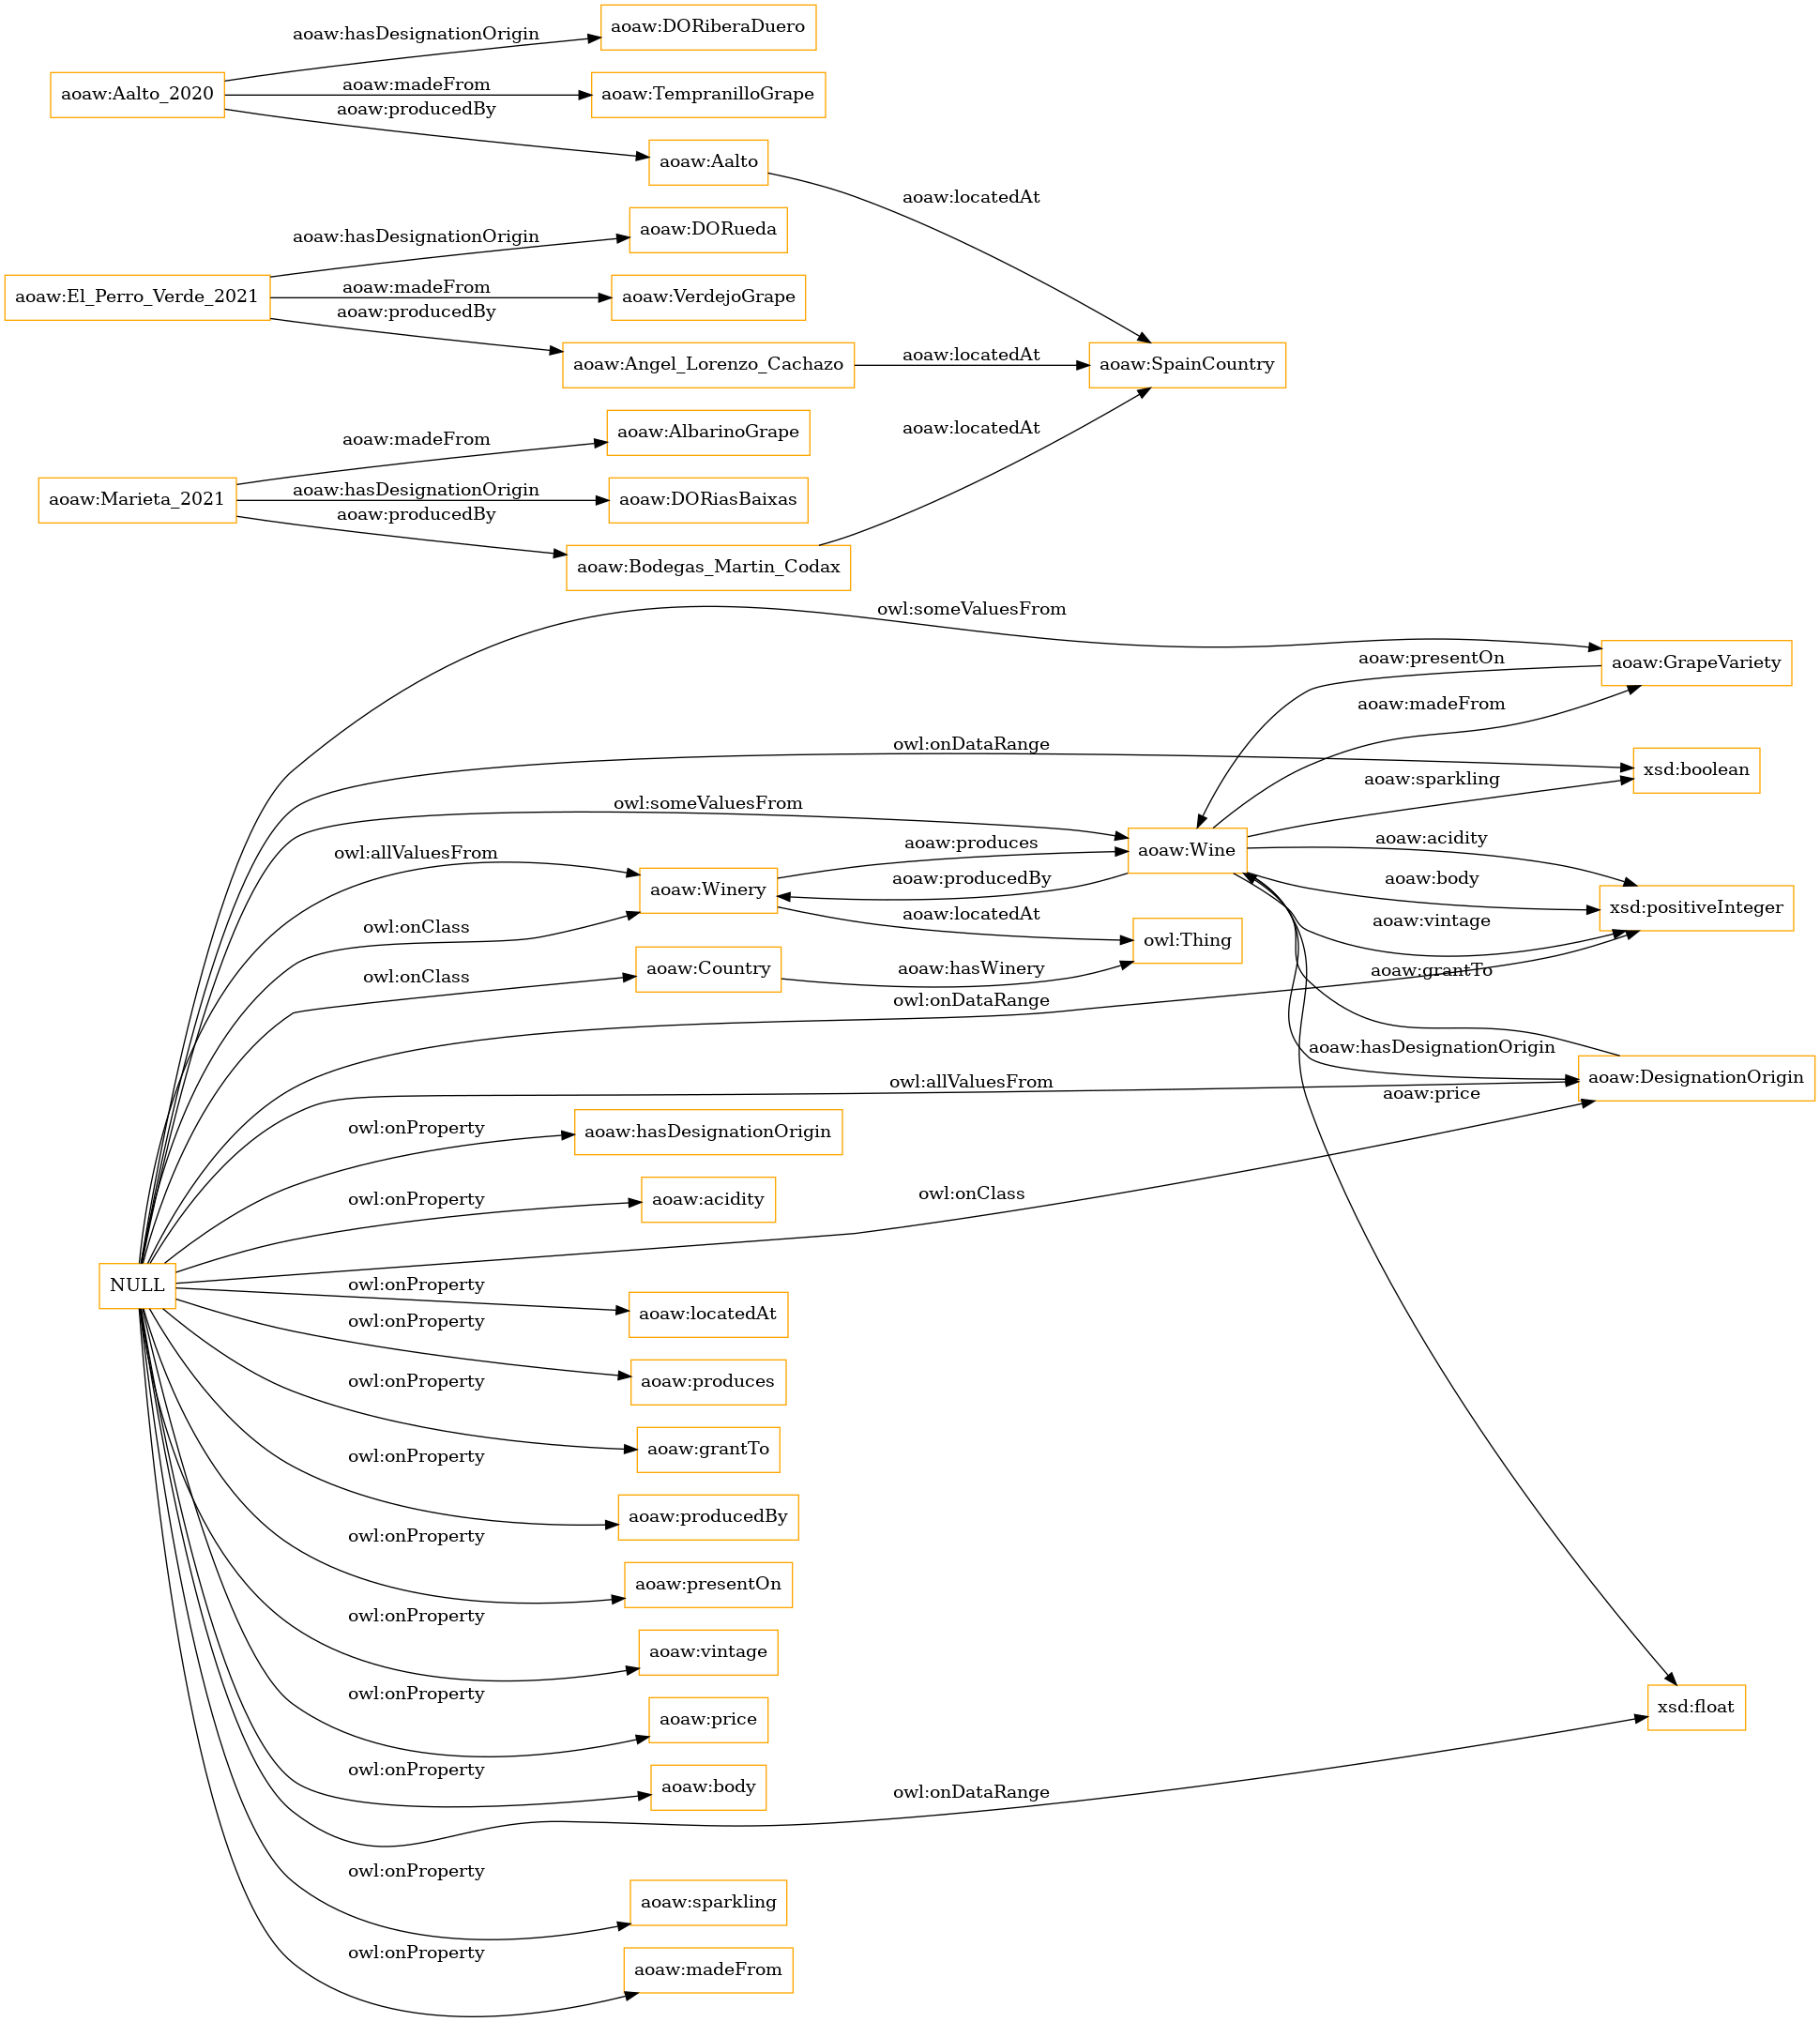 aoaw:DORiberaDuero
aoaw:hasDesignationOrigin
aoaw:Aalto_2020
aoaw:madeFrom
aoaw:TempranilloGrape
aoaw:producedBy
aoaw:Aalto
aoaw:locatedAt
aoaw:DORueda
aoaw:hasDesignationOrigin
aoaw:El_Perro_Verde_2021
aoaw:madeFrom
aoaw:VerdejoGrape
aoaw:producedBy
aoaw:Angel_Lorenzo_Cachazo
aoaw:locatedAt
aoaw:SpainCountry
aoaw:AlbarinoGrape
aoaw:madeFrom
aoaw:locatedAt
aoaw:Marieta_2021
aoaw:hasDesignationOrigin
aoaw:DORiasBaixas
aoaw:producedBy
aoaw:Bodegas_Martin_Codax
owl:someValuesFrom
aoaw:presentOn
aoaw:GrapeVariety
aoaw:madeFrom
owl:onDataRange
xsd:boolean
aoaw:sparkling
owl:someValuesFrom
aoaw:acidity
aoaw:produces
aoaw:Wine
owl:allValuesFrom
aoaw:body
aoaw:producedBy
aoaw:Winery
xsd:positiveInteger
aoaw:locatedAt
aoaw:vintage
owl:onClass
owl:Thing
aoaw:Country
aoaw:hasWinery
aoaw:grantTo
owl:onClass
owl:onDataRange
aoaw:hasDesignationOrigin
aoaw:DesignationOrigin
owl:allValuesFrom
aoaw:price
owl:onProperty
aoaw:hasDesignationOrigin
owl:onProperty
aoaw:acidity
owl:onClass
NULL
owl:onProperty
aoaw:locatedAt
owl:onProperty
aoaw:produces
owl:onProperty
aoaw:grantTo
owl:onProperty
aoaw:producedBy
owl:onProperty
aoaw:presentOn
owl:onProperty
aoaw:vintage
owl:onProperty
aoaw:price
xsd:float
owl:onProperty
aoaw:body
owl:onDataRange
owl:onProperty
aoaw:sparkling
owl:onProperty
aoaw:madeFrom